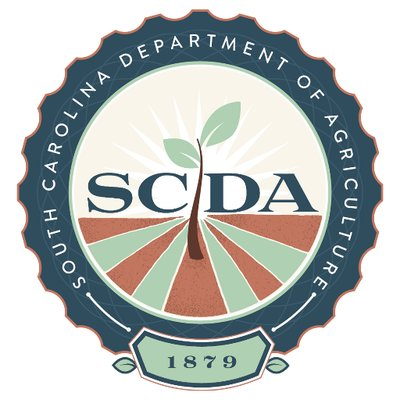 SOUTH CAROLINA DEPARTMENT OF AGRICULTURE
SCDA
1879